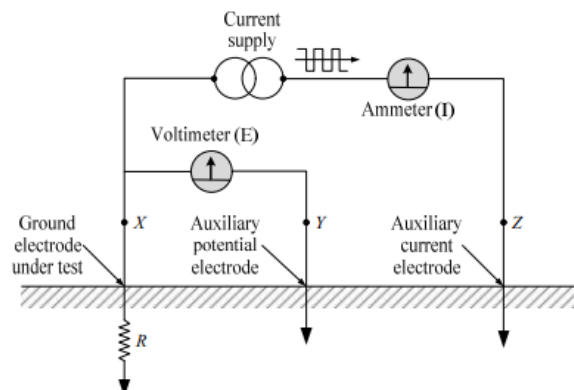 Current
supply
Ammeter (I)
Voltimeter (E)
Ground
electrode
under test
X
Auxiliary
potential
electrode
Y
Auxiliary
current
electrode
Z
R